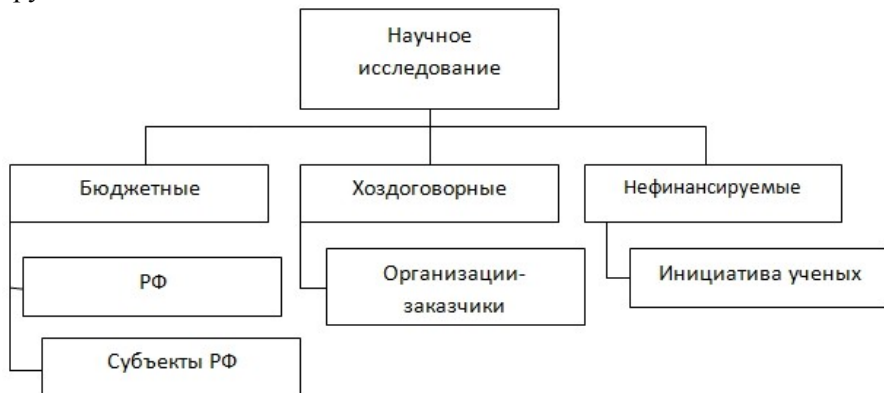 Научное
исследование
Бюджетные
Хоздоговорные
Нефинансируемые
РФ
Организации-
заказчики
Инициатива ученых
Субъекты РФ